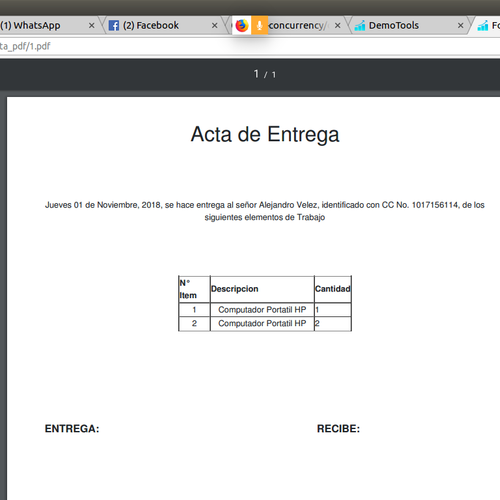 (1) WhatsApp
(2) Facebook
concurrency/
DemoTools
ta_pdf/1.pdf
1 / 1
Acta de Entrega
Jueves 01 de Noviembre, 2018, se hace entrega al señor Alejandro Velez, identificado con CC No. 1017156114, de los
siguientes elementos de Trabajo
N° Item Descripcion Cantidad
1 Computador Portatil HP 1
2 Computador Portatil HP 2
ENTREGA: RECIBE: